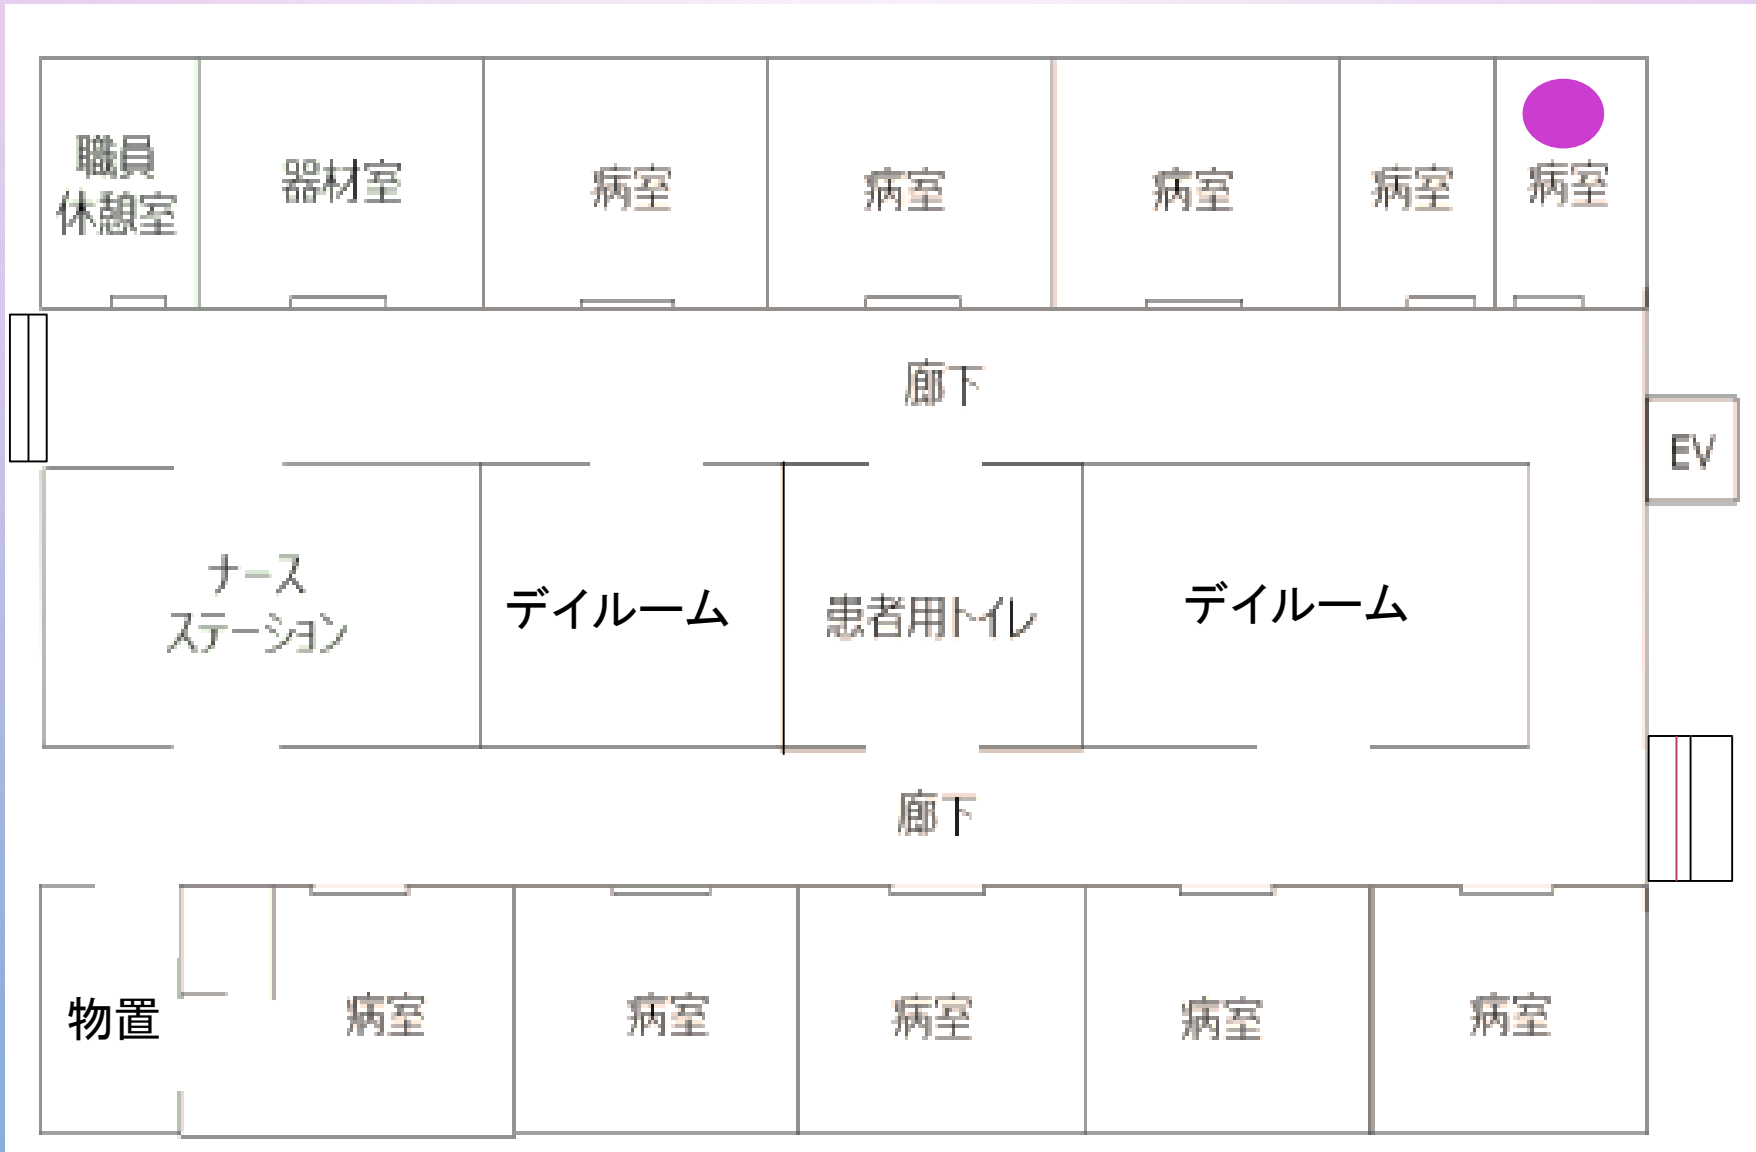 職員
休憩室
器材室
病室
病室
病室
病室
病室
廊下
EV
ナース
ステーション
デイルーム
患者用トイレ
デイルーム
廊下
物置
病室
病室
病室
病室
病室